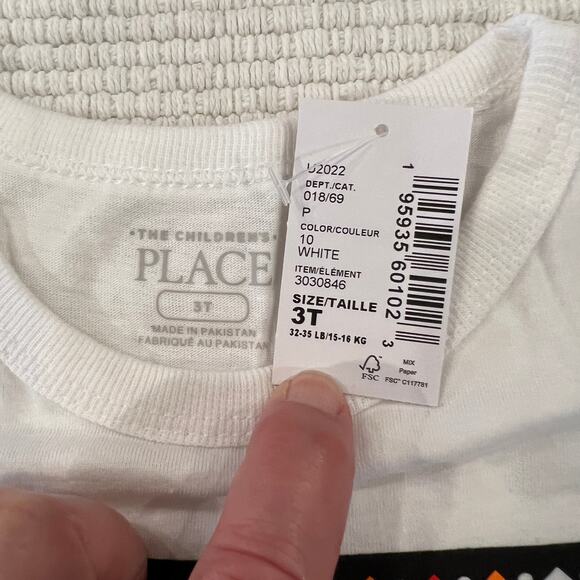 •THE CHILDREN'S•
PLACE
3T
MADE IN PAKISTAN
FABRIQUÉ AU PAKISTAN
U2022
DEPT./CAT.
018/69
P
COLOR/COULEUR
10
WHITE
ITEM/ÉLÉMENT
3030846
SIZE/TAILLE
3T
32-35 LB/15-16 KG
1 95935 60102 3
FSC
MIX
Paper
FSC™ C117781